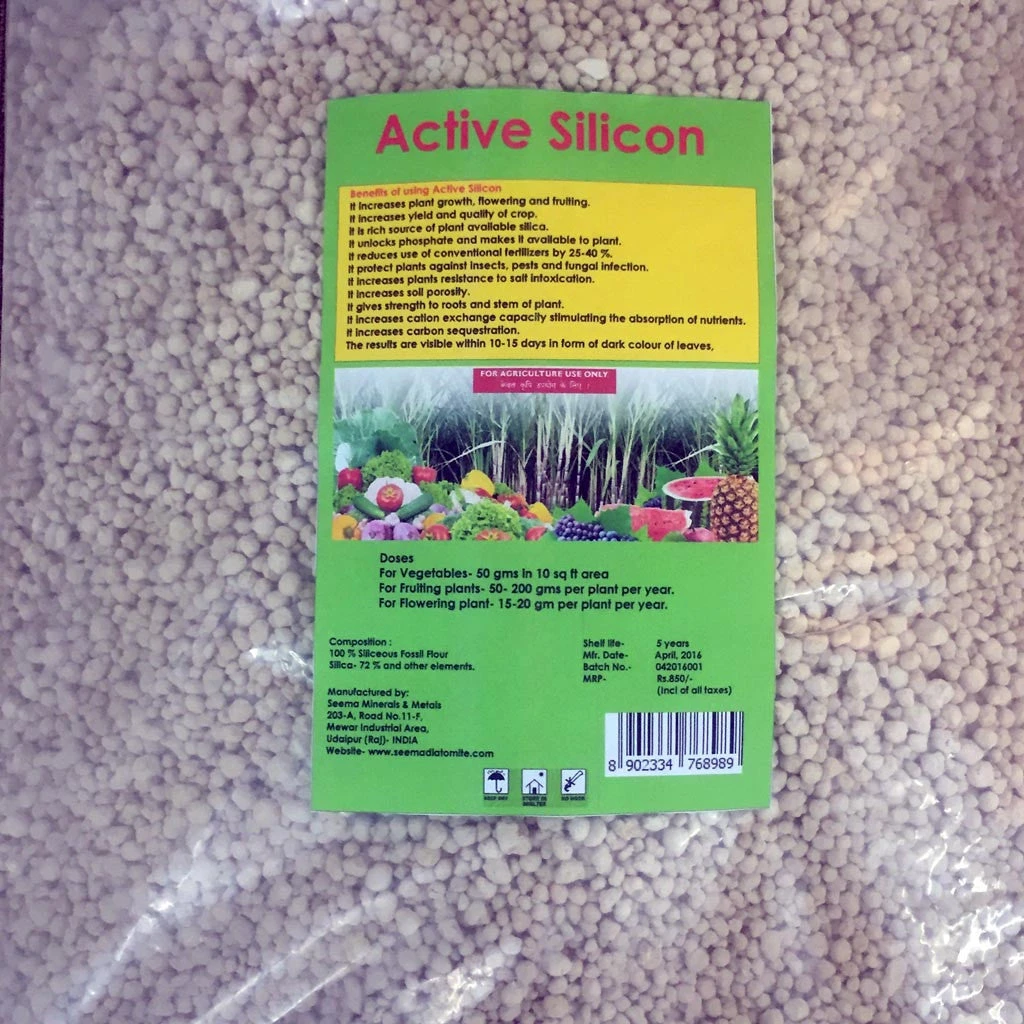 Active Silicon
Benefits of using Active Silicon
It increases plant growth, flowering and fruiting.
It increases yield and quality of crop.
It is rich source of plant available silica.
It unlocks phosphate and makes it available to plant.
It reduces use of conventional fertilizers by 25-40 %.
It protect plants against insects, pests and fungal infection.
It increases plants resistance to salt intoxication.
It increases soil porosity.
It gives strength to roots and stem of plant.
It increases cation exchange capacity stimulating the absorption of nutrients.
It increases carbon sequestration.
The results are visible within 10-15 days in form of dark colour of leaves,
FOR AGRICULTURE USE ONLY
केवल कृषि उपयोग के लिए ।
Doses
For Vegetables- 50 gms in 10 sq ft area
For Fruiting plants- 50- 200 gms per plant per year.
For Flowering plant- 15-20 gm per plant per year.
Composition :
100 % Siliceous Fossil Flour
Silica- 72 % and other elements.
Manufactured by:
Seema Minerals & Metals
203-A, Road No.11-F,
Mewar Industrial Area,
Udaipur (Raj)- INDIA
Website- www.seemadiatomite.com
Shelf life- 5 years
Mfr. Date- April, 2016
Batch No.- 042016001
MRP- Rs.850/-
(Incl of all taxes)
8 902334 768989
KEEP DRY
STORE IN
SHELTER
NO HOOK